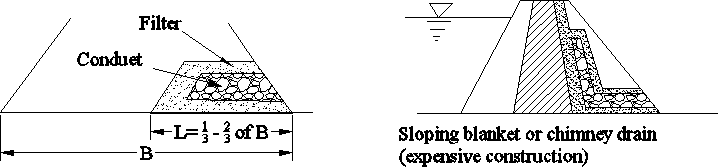 Filter
Conduet
L= 1/3 - 2/3 of B
B
Sloping blanket or chimney drain
(expensive construction)